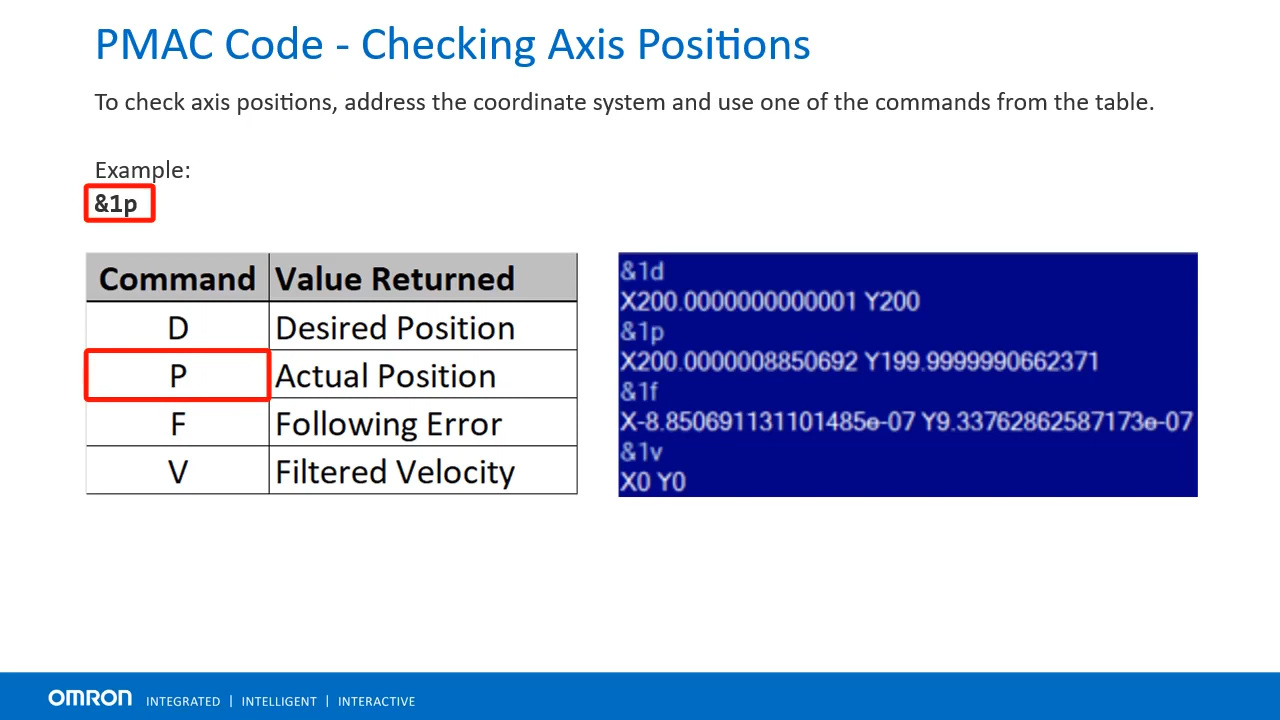 PMAC Code - Checking Axis Positions
To check axis positions, address the coordinate system and use one of the commands from the table.
Example:
&1p
Command Value Returned
D Desired Position
P Actual Position
F Following Error
V Filtered Velocity
&1d
X200.0000000000001 Y200
&1p
X200.0000008850692 Y199.9999990662371
&1f
X-8.850691131101485e-07 Y9.33762862587173e-07
&1v
X0 Y0
OMRON INTEGRATED | INTELLIGENT | INTERACTIVE